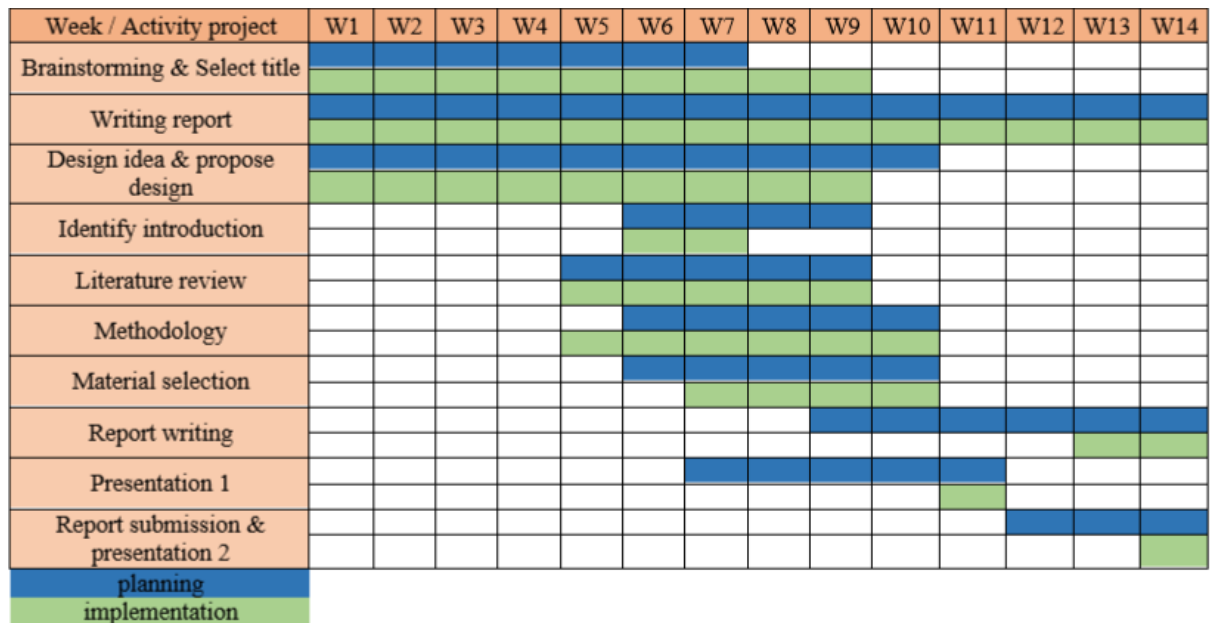 Week / Activity project W1 W2 W3 W4 W5 W6 W7 W8 W9 W10 W11 W12 W13 W14
Brainstorming & Select title
Writing report
Design idea & propose
design
Identify introduction
Literature review
Methodology
Material selection
Report writing
Presentation 1
Report submission &
presentation 2
planning
implementation